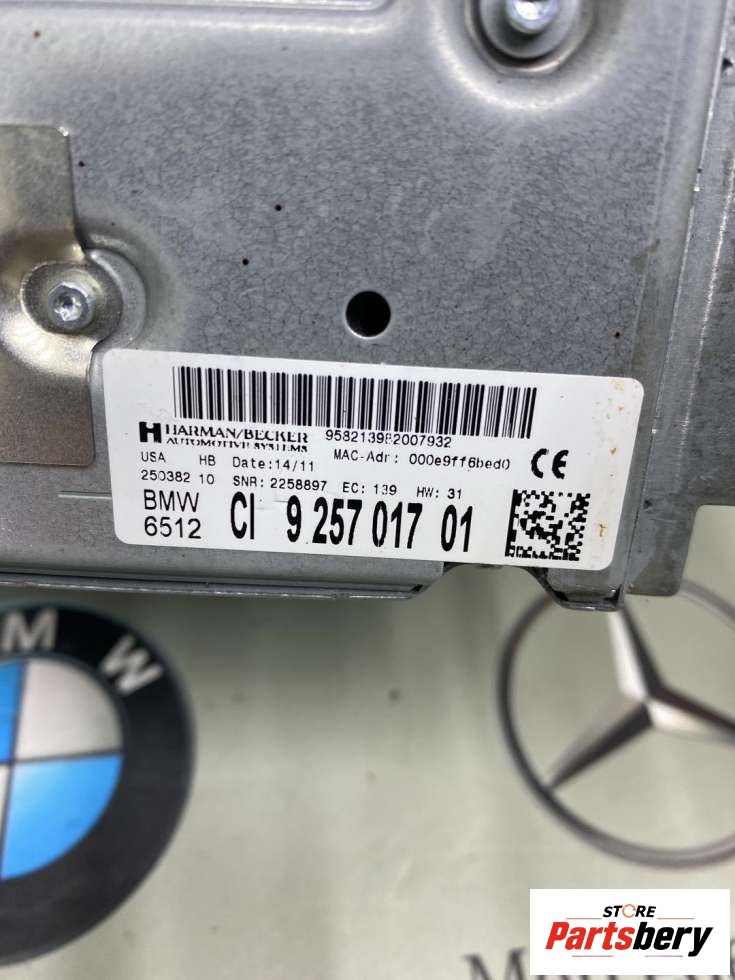 HARMAN/BECKER
AUTOMOTIVE SYSTEMS
958213982007932
USA HB Date:14/11 MAC-Adr: 000e9ff6bed0
250382 10 SNR: 2258897 EC: 139 HW: 31
CE
BMW
6512
CI 9 257 017 01
M W
STORE
Partsbery